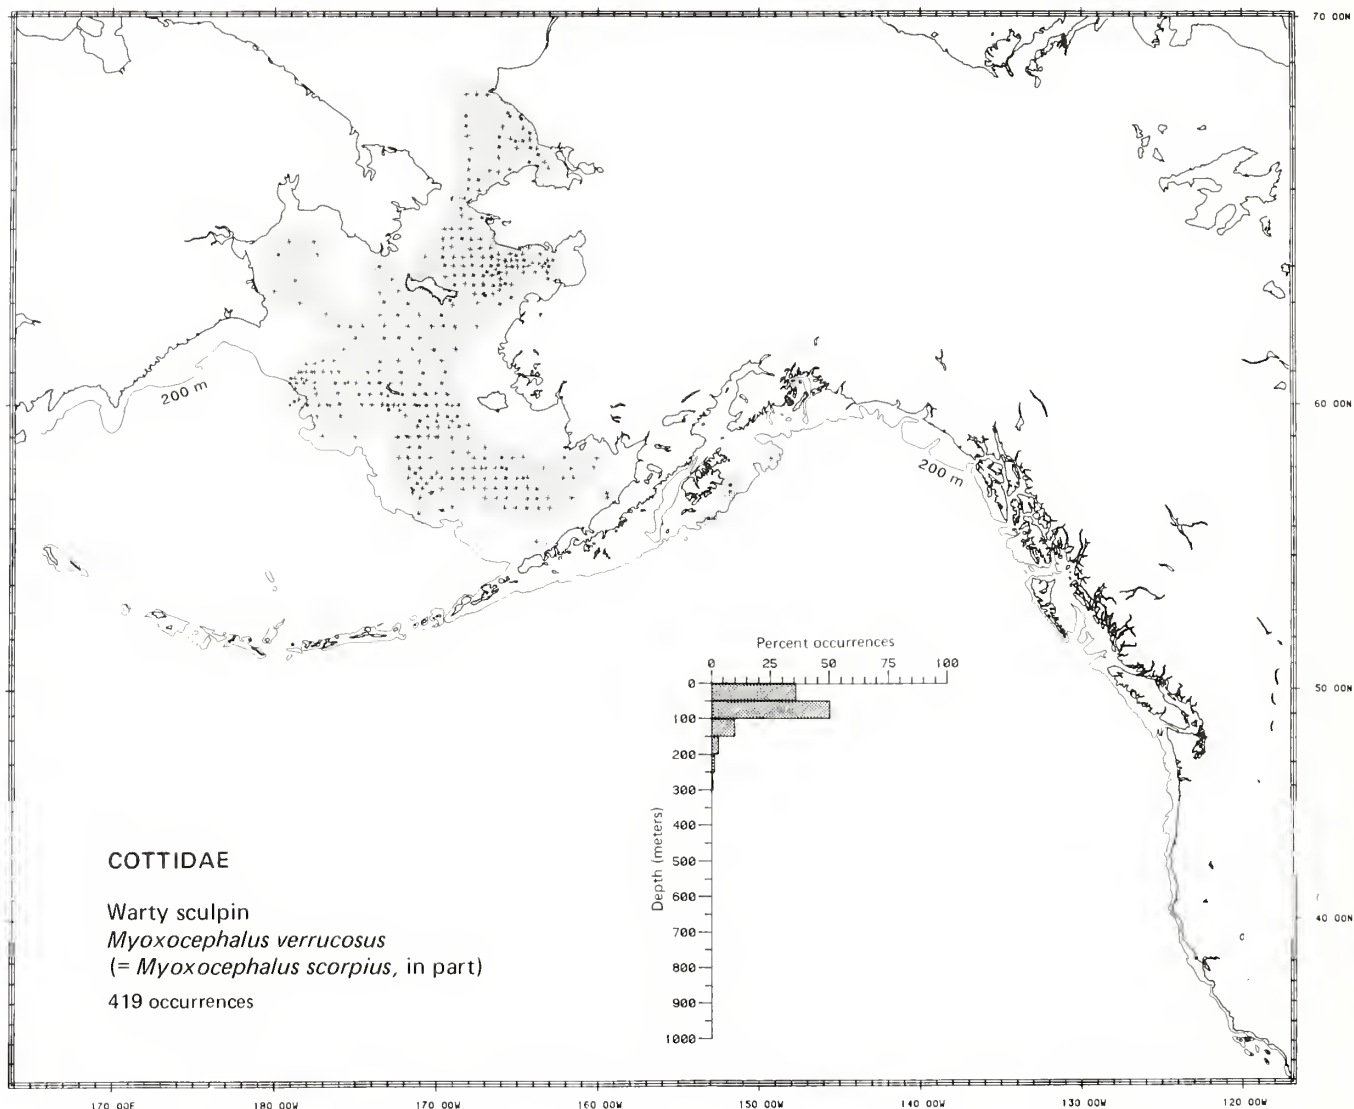 70 00N
200 m
60 00N
200 m
Percent occurrences
0 25 50 75 100
0
100
200
300
400
500
600
700
800
900
1000
Depth (meters)
50 00N
40 00N
COTTIDAE
Warty sculpin
Myoxocephalus verrucosus
(= Myoxocephalus scorpius, in part)
419 occurrences
170 00E 180 00W 170 00W 160 00W 150 00W 140 00W 130 00W 120 00W